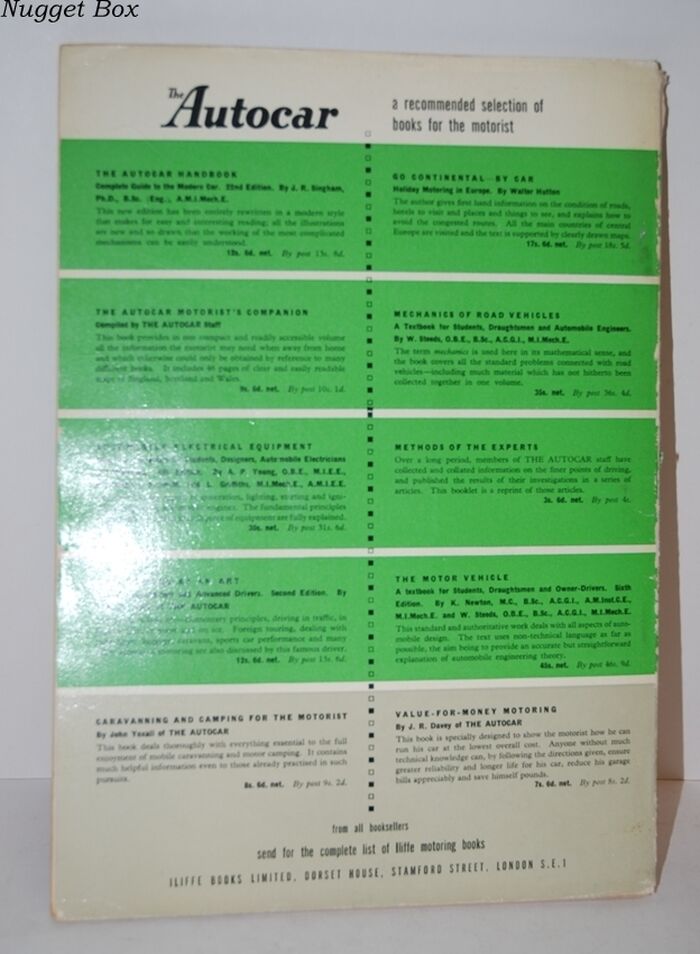 Nugget Box
The Autocar
a recommended selection of
books for the motorist
THE AUTOCAR HANDBOOK
Complete Guide to the Modern Car. 22nd Edition. By J. R. Singham,
Ph.D., B.Sc. (Eng.), A.M.I.Mech.E.
This new edition has been entirely rewritten in a modern style
that makes for easy and interesting reading; all the illustrations
are new and so drawn that the working of the most complicated
mechanisms can be easily understood.
12s. 6d. net. By post 13s. 8d.
THE AUTOCAR MOTORIST'S COMPANION
Compiled by THE AUTOCAR Staff
This book provides in one compact and readily accessible volume
all the information the motorist may need when away from home
and which otherwise could only be obtained by reference to many
different books. It includes 48 pages of clear and easily readable
maps of England, Scotland and Wales.
9s. 6d. net. By post 10s. 1d.
ELECTRICAL EQUIPMENT
Students, Designers, Automobile Electricians
By A. P. Young, O.B.E., M.I.E.E.,
L. Griffiths, M.I.Mech.E., A.M.I.E.E.
generation, lighting, starting and igni-
engines. The fundamental principles
of equipment are fully explained.
30s. net. By post 31s. 6d.
AS AN ART
and Advanced Drivers. Second Edition. By
THE AUTOCAR
elementary principles, driving in traffic, in
Foreign touring, dealing with
caravans, sports car performance and many
motoring are also discussed by this famous driver.
12s. 6d. net. By post 13s. 6d.
CARAVANNING AND CAMPING FOR THE MOTORIST
By John Yoxall of THE AUTOCAR
This book deals thoroughly with everything essential to the full
enjoyment of mobile caravanning and motor camping. It contains
much helpful information even to those already practised in such
pursuits.
8s. 6d. net. By post 9s. 2d.
GO CONTINENTAL—BY CAR
Holiday Motoring in Europe. By Walter Hutton
The author gives first hand information on the condition of roads,
hotels to visit and places and things to see, and explains how to
avoid the congested routes. All the main countries of central
Europe are visited and the text is supported by clearly drawn maps.
17s. 6d. net. By post 18s. 5d.
MECHANICS OF ROAD VEHICLES
A Textbook for Students, Draughtsmen and Automobile Engineers.
By W. Steeds, O.B.E., B.Sc., A.C.G.I., M.I.Mech.E.
The term mechanics is used here in its mathematical sense, and
the book covers all the standard problems connected with road
vehicles—including much material which has not hitherto been
collected together in one volume.
35s. net. By post 36s. 4d.
METHODS OF THE EXPERTS
Over a long period, members of THE AUTOCAR staff have
collected and collated information on the finer points of driving,
and published the results of their investigations in a series of
articles. This booklet is a reprint of those articles.
3s. 6d. net. By post 4s.
THE MOTOR VEHICLE
A textbook for Students, Draughtsmen and Owner-Drivers. Sixth
Edition. By K. Newton, M.C., B.Sc., A.C.G.I., A.M.Inst.C.E.,
M.I.Mech.E. and W. Steeds, O.B.E., B.Sc., A.C.G.I., M.I.Mech.E.
This standard and authoritative work deals with all aspects of auto-
mobile design. The text uses non-technical language as far as
possible, the aim being to provide an accurate but straightforward
explanation of automobile engineering theory.
45s. net. By post 46s. 9d.
VALUE-FOR-MONEY MOTORING
By J. R. Davey of THE AUTOCAR
This book is specially designed to show the motorist how he can
run his car at the lowest overall cost. Anyone without much
technical knowledge can, by following the directions given, ensure
greater reliability and longer life for his car, reduce his garage
bills appreciably and save himself pounds.
7s. 6d. net. By post 8s. 2d.
from all booksellers
send for the complete list of Iliffe motoring books
ILIFFE BOOKS LIMITED, DORSET HOUSE, STAMFORD STREET, LONDON S.E.1